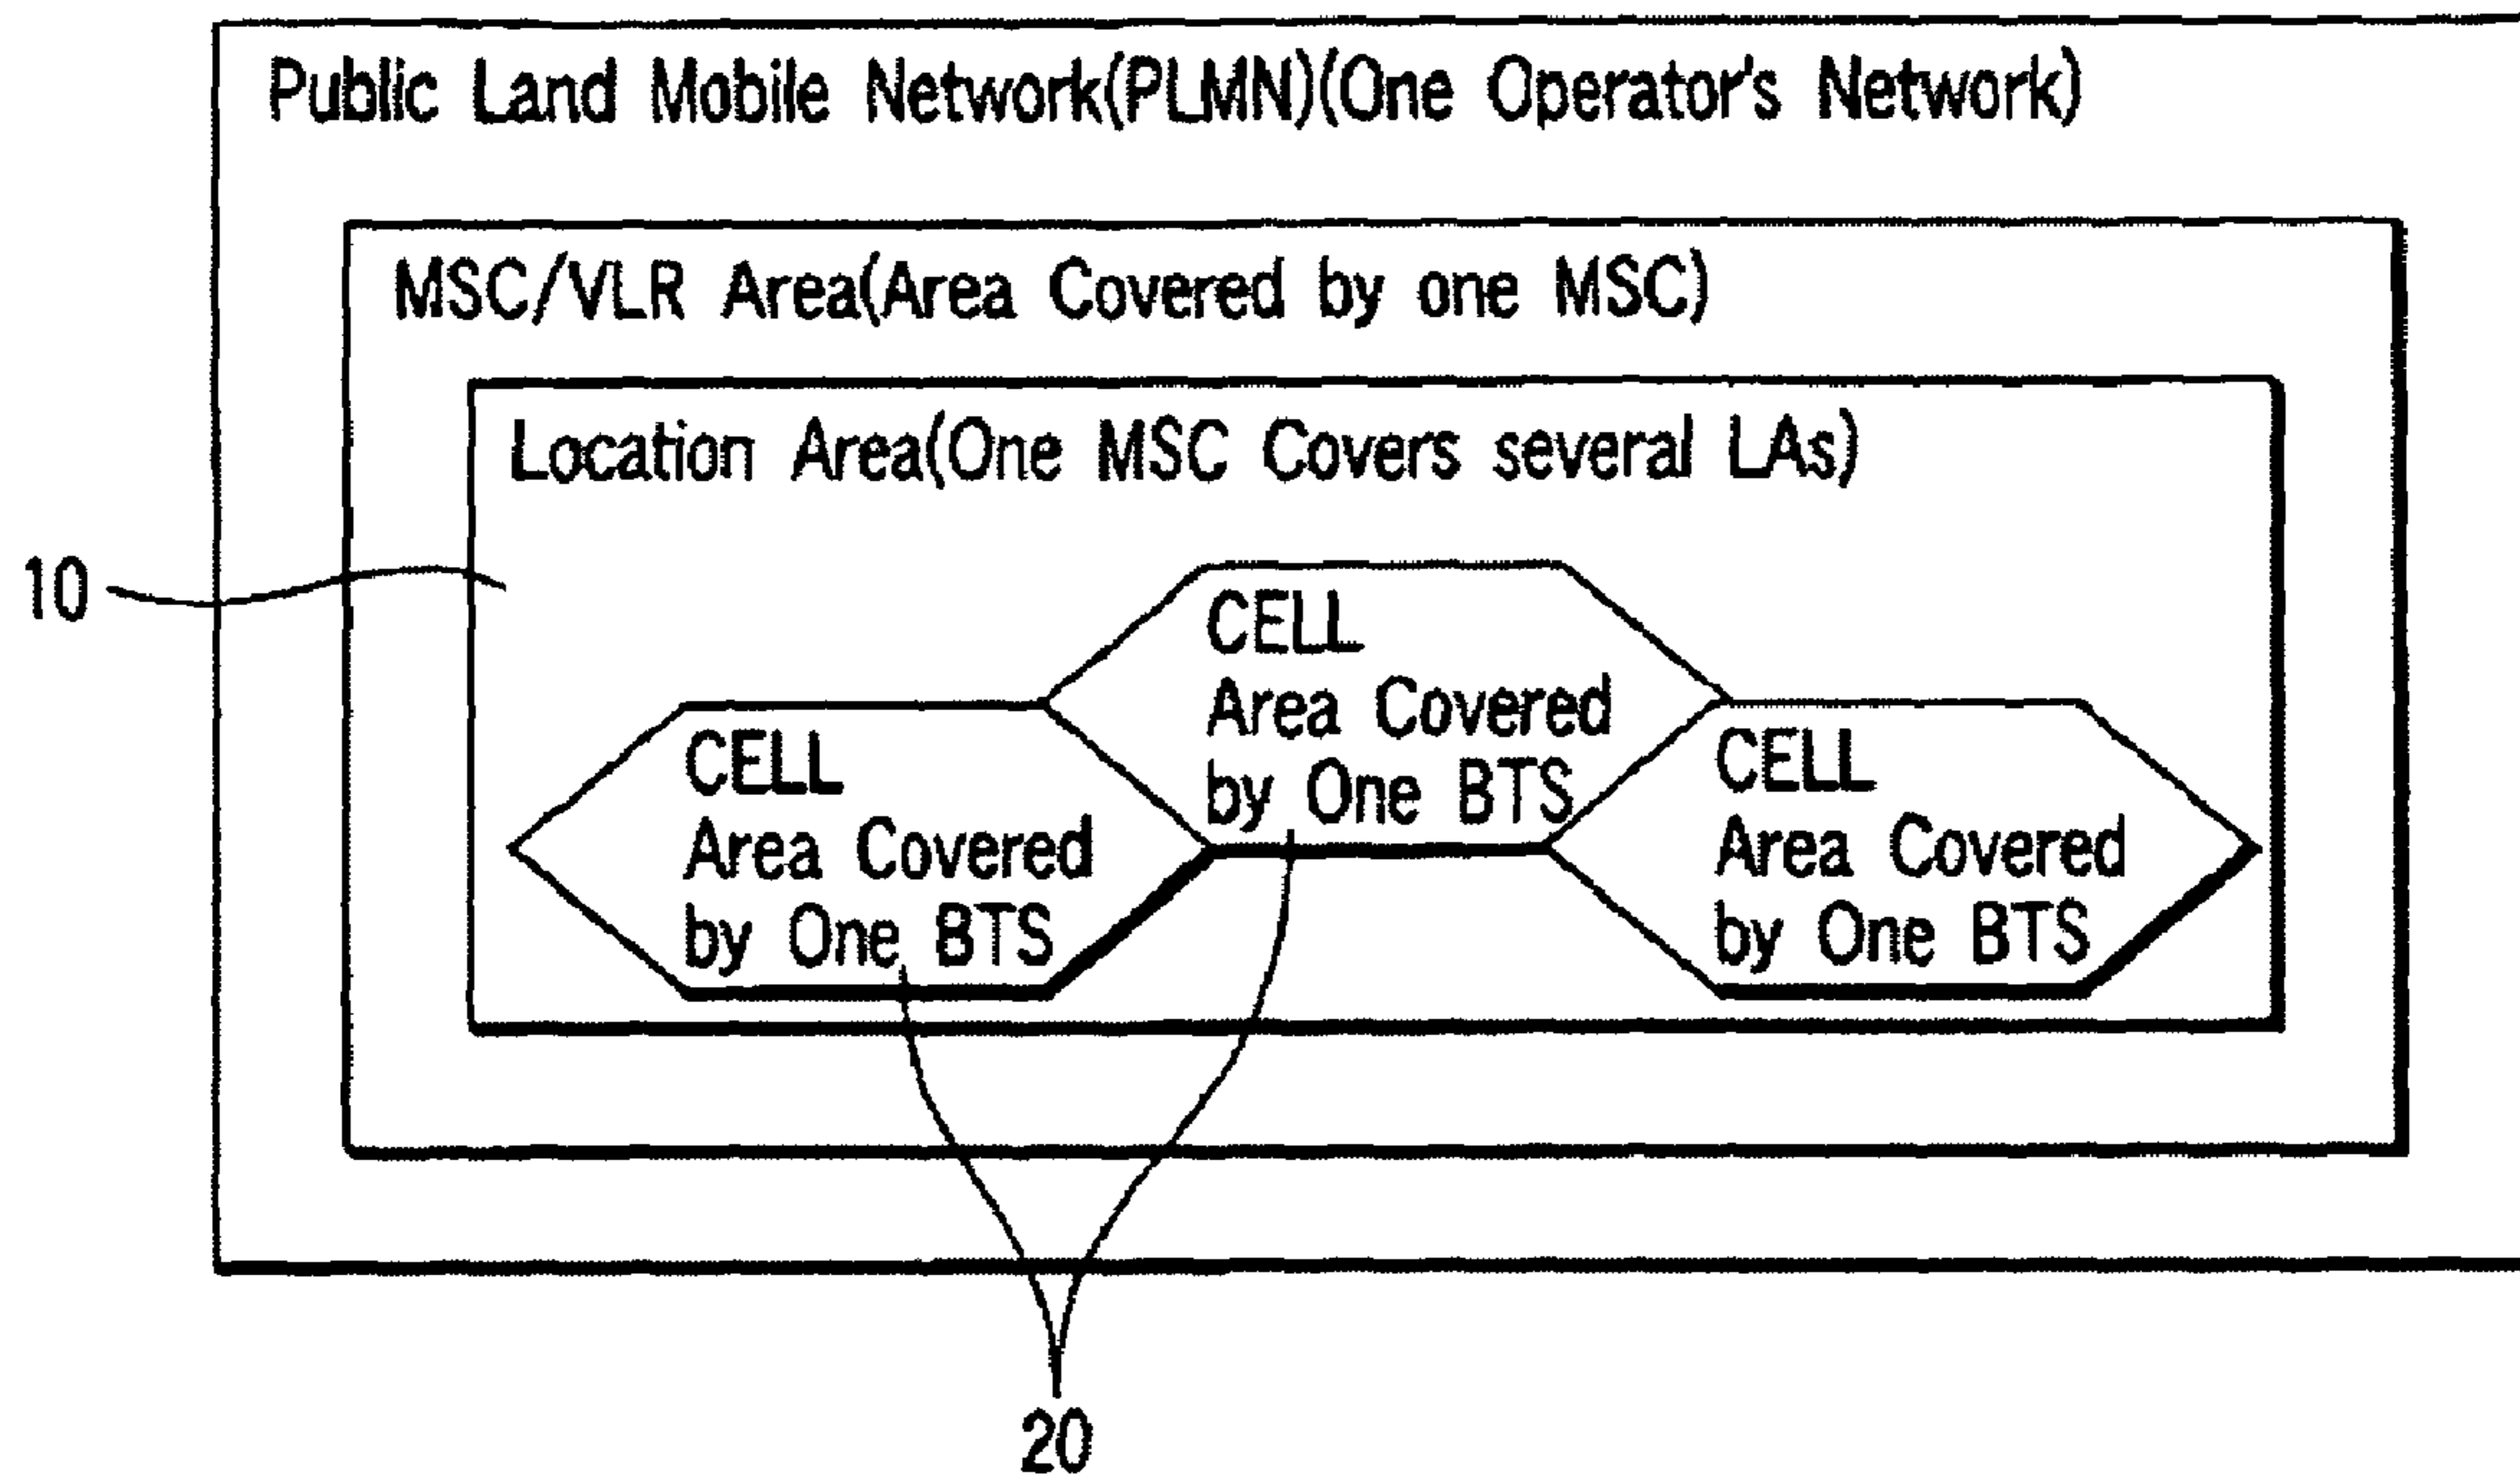 Public Land Mobile Network(PLMN)(One Operator's Network)
MSC/VLR Area(Area Covered by one MSC)
Location Area(One MSC Covers several LAs)
10
CELL
Area Covered
by One BTS
CELL
Area Covered
by One BTS
CELL
Area Covered
by One BTS
20